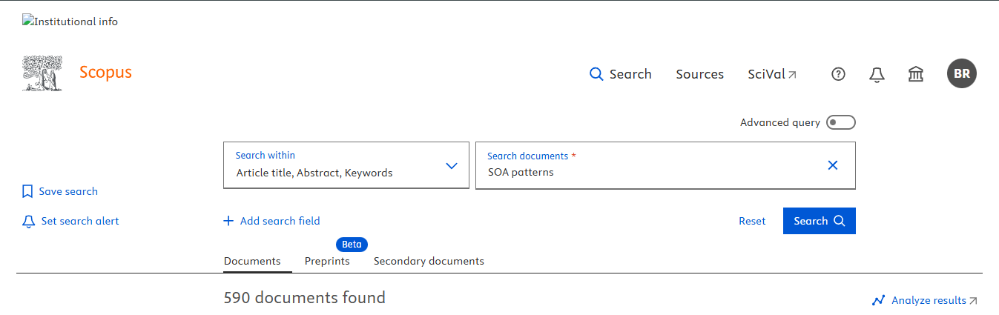 Institutional info
Scopus
Search Sources SciVal
BR
Advanced query
Search within
Article title, Abstract, Keywords
Search documents *
SOA patterns
Save search
Set search alert
Add search field
Reset
Search
Beta
Documents Preprints Secondary documents
590 documents found
Analyze results